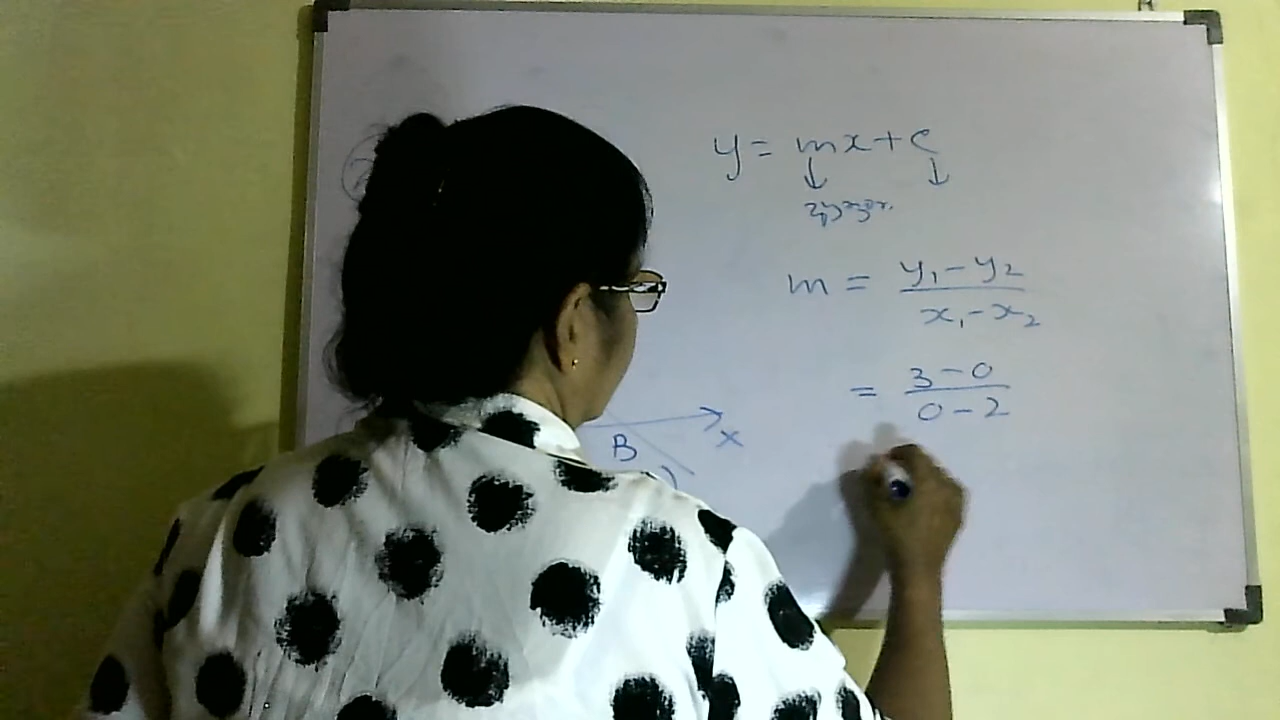 y = mx + c
↓ ↓
m = y₁ - y₂ / x₁ - x₂
= 3 - 0 / 0 - 2
B x